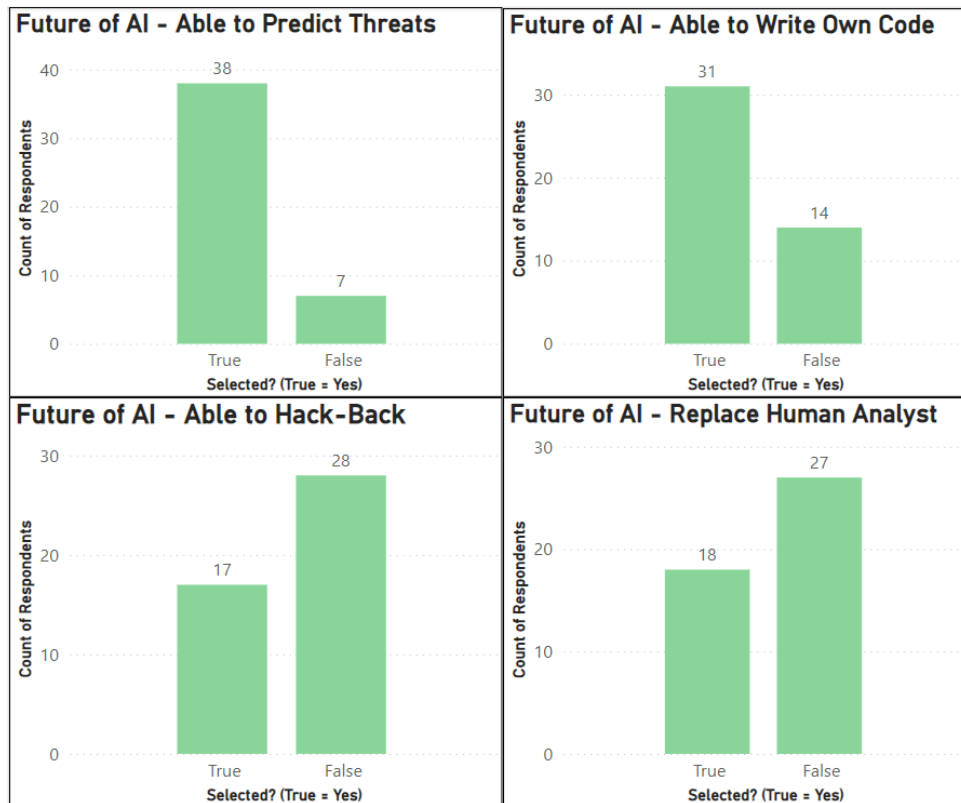 Future of AI - Able to Predict Threats
Count of Respondents
40
30
20
10
0
38
7
True
False
Selected? (True = Yes)
Future of AI - Able to Write Own Code
Count of Respondents
30
20
10
0
31
14
True
False
Selected? (True = Yes)
Future of AI - Able to Hack-Back
Count of Respondents
30
20
10
0
17
28
True
False
Selected? (True = Yes)
Future of AI - Replace Human Analyst
Count of Respondents
30
20
10
0
18
27
True
False
Selected? (True = Yes)